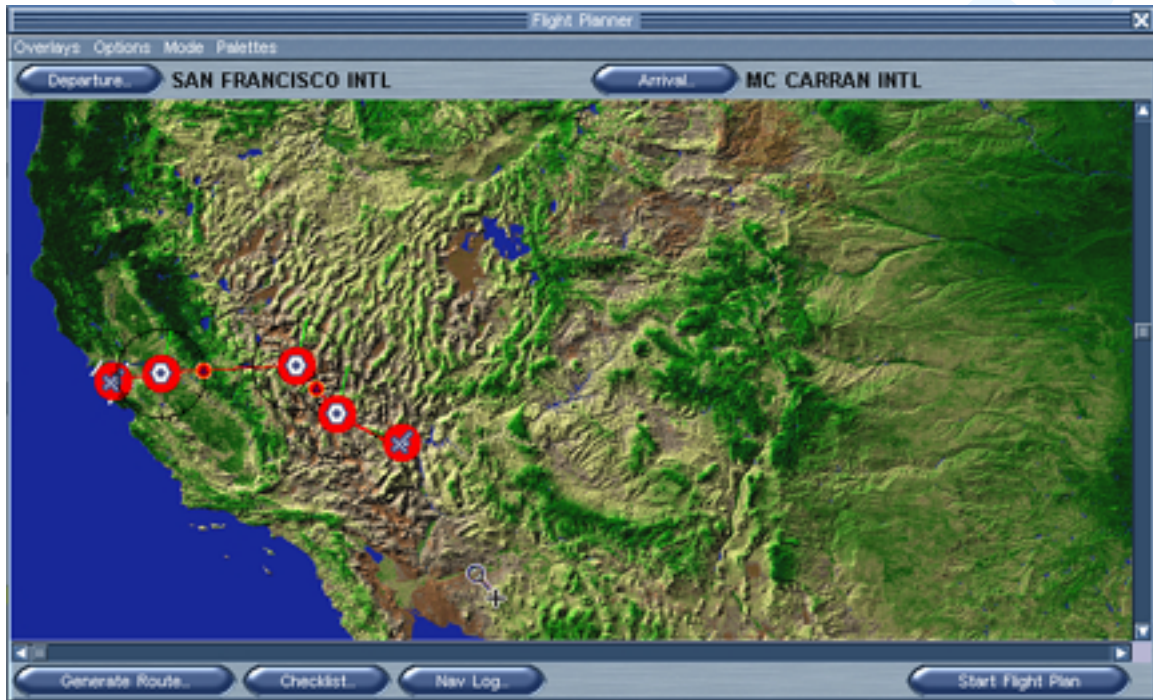 Flight Planner
Overlays Options Mode Palettes
Departure... SAN FRANCISCO INTL Arrival... MC CARRAN INTL
Generate Route... Checklist... Nav Log... Start Flight Plan